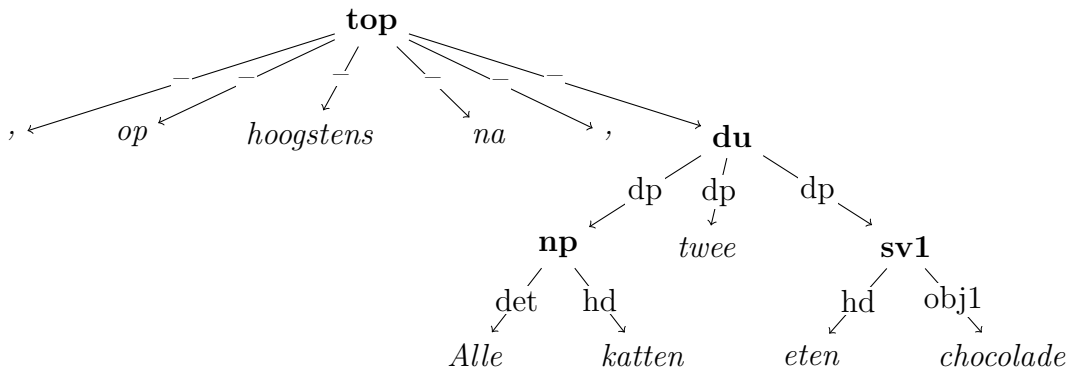 top
– – – – – –
, op hoogstens na , du
dp dp dp
np twee sv1
det hd hd obj1
Alle katten eten chocolade